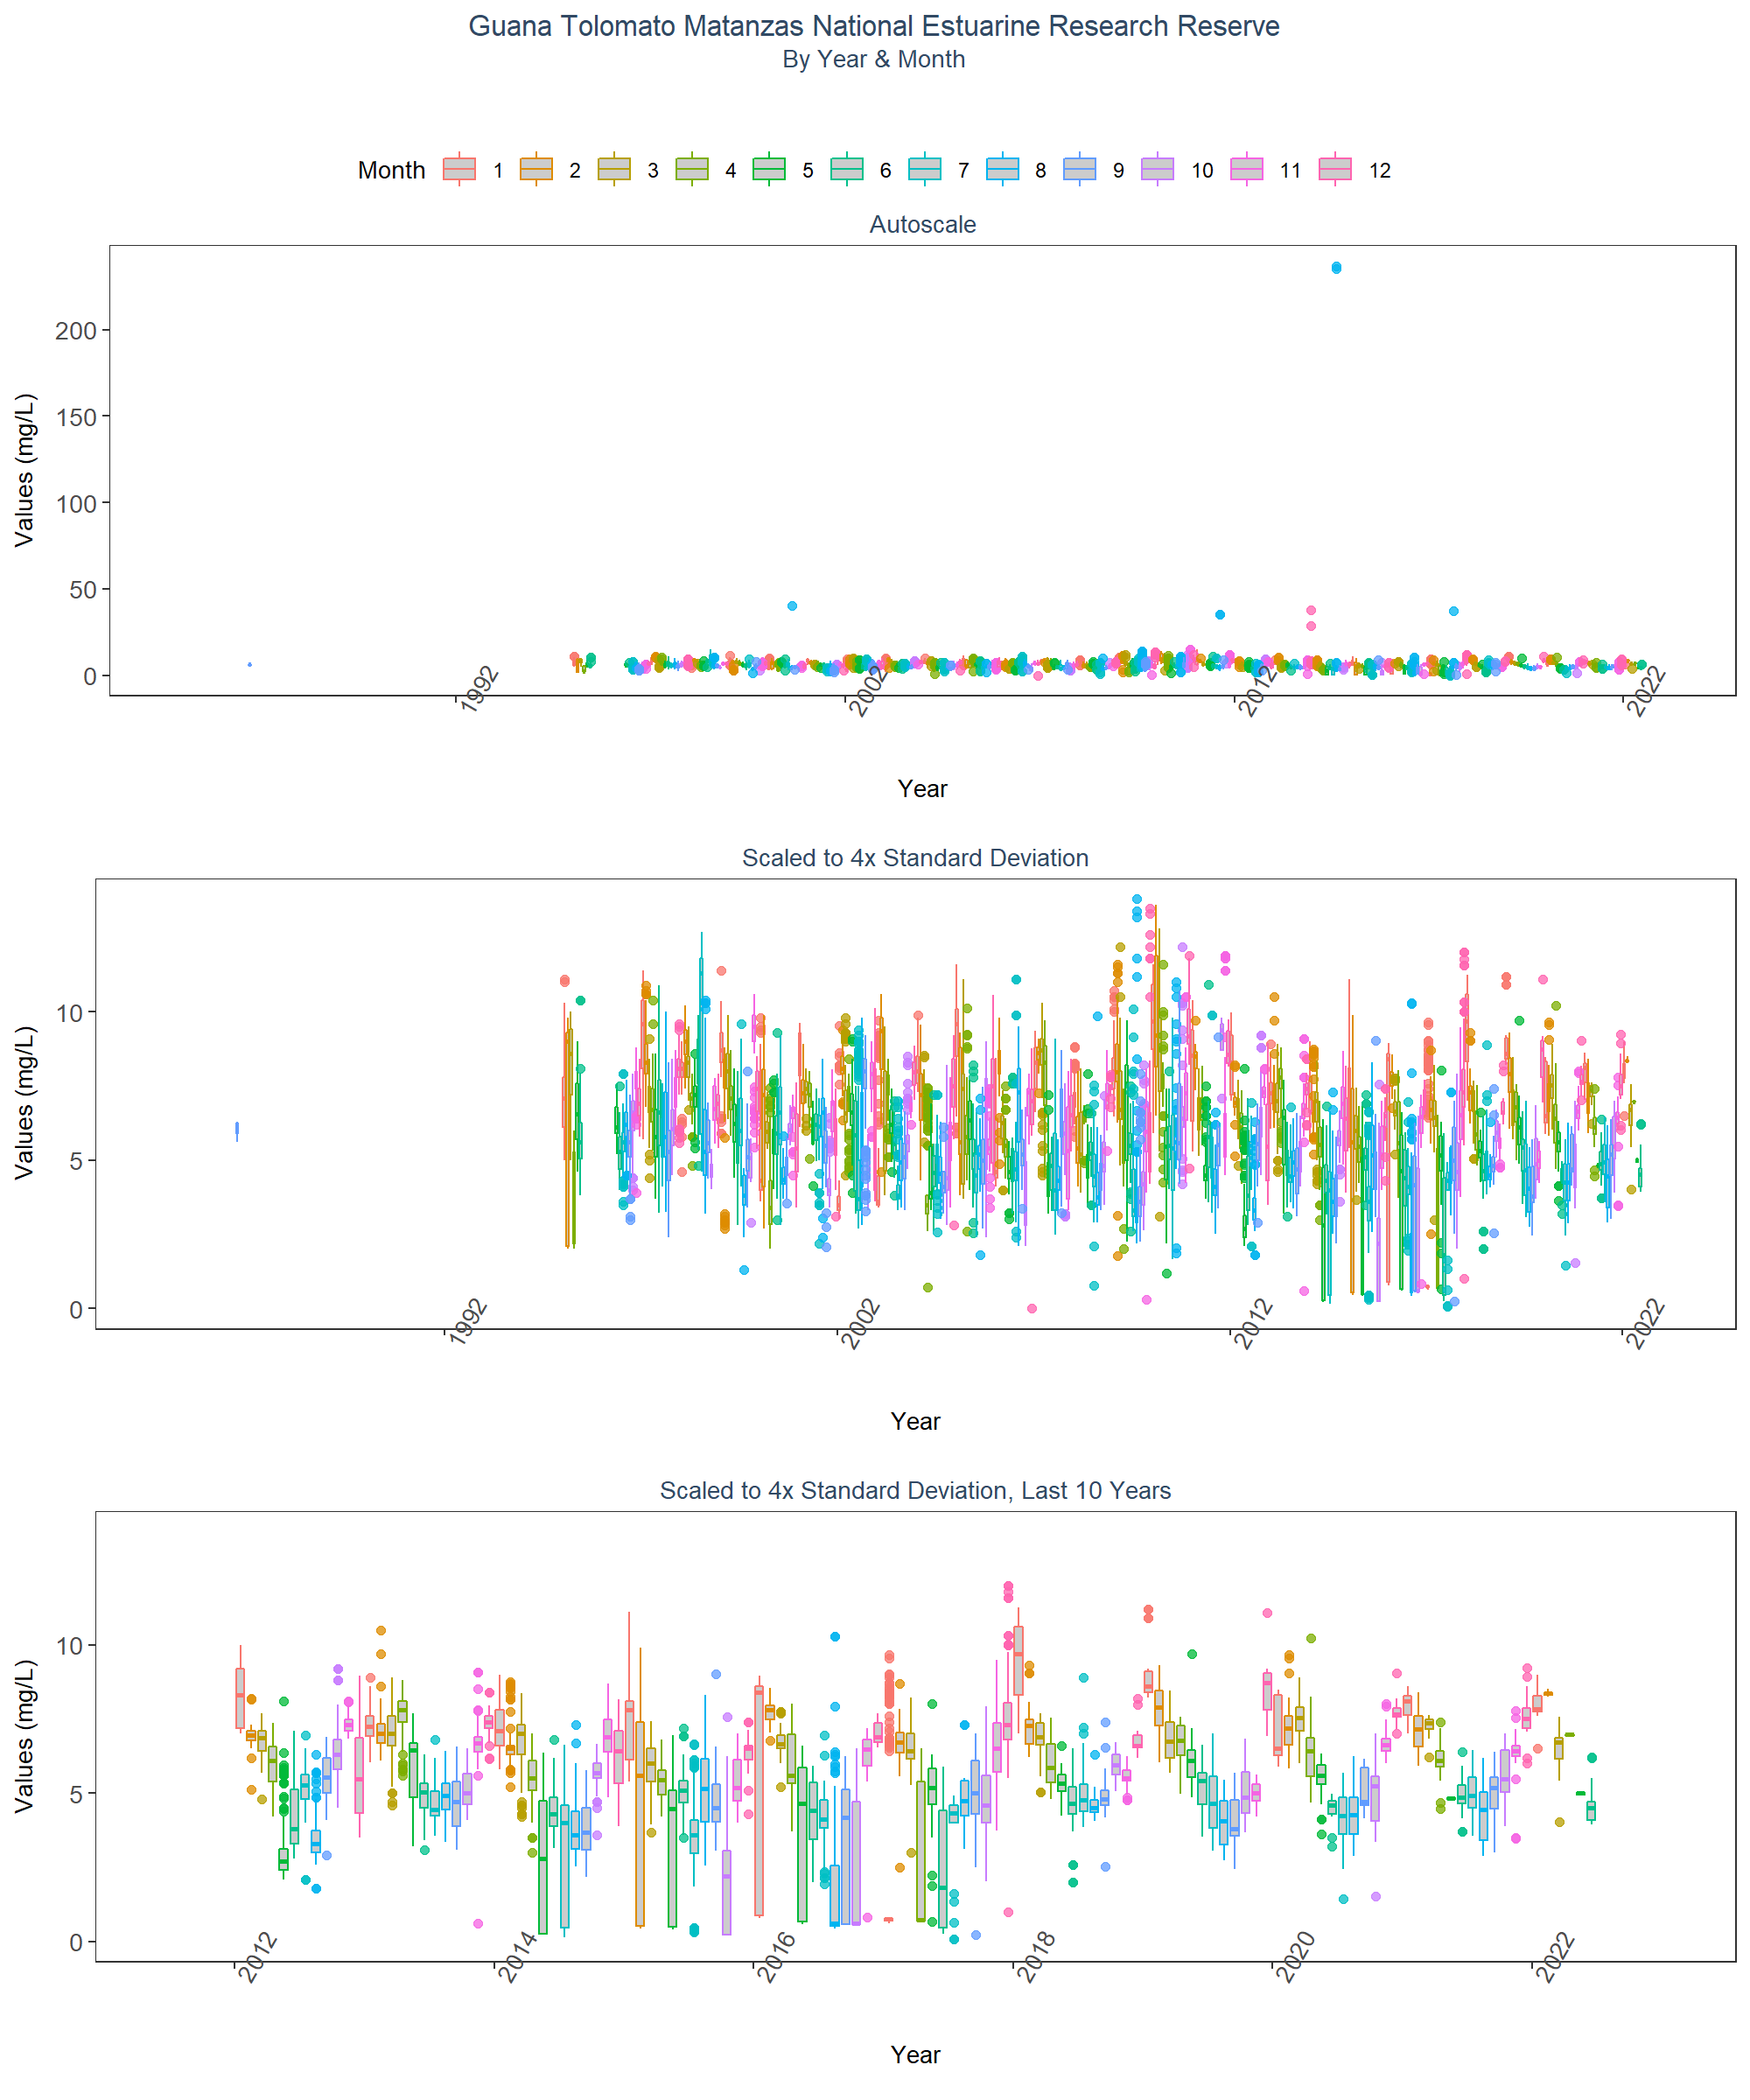 Guana Tolomato Matanzas National Estuarine Research Reserve
By Year & Month
Month 1 2 3 4 5 6 7 8 9 10 11 12
Autoscale
Values (mg/L)
200
150
100
50
0
1992 2002 2012 2022
Year
Scaled to 4x Standard Deviation
Values (mg/L)
10
5
0
1992 2002 2012 2022
Year
Scaled to 4x Standard Deviation, Last 10 Years
Values (mg/L)
10
5
0
2012 2014 2016 2018 2020 2022
Year